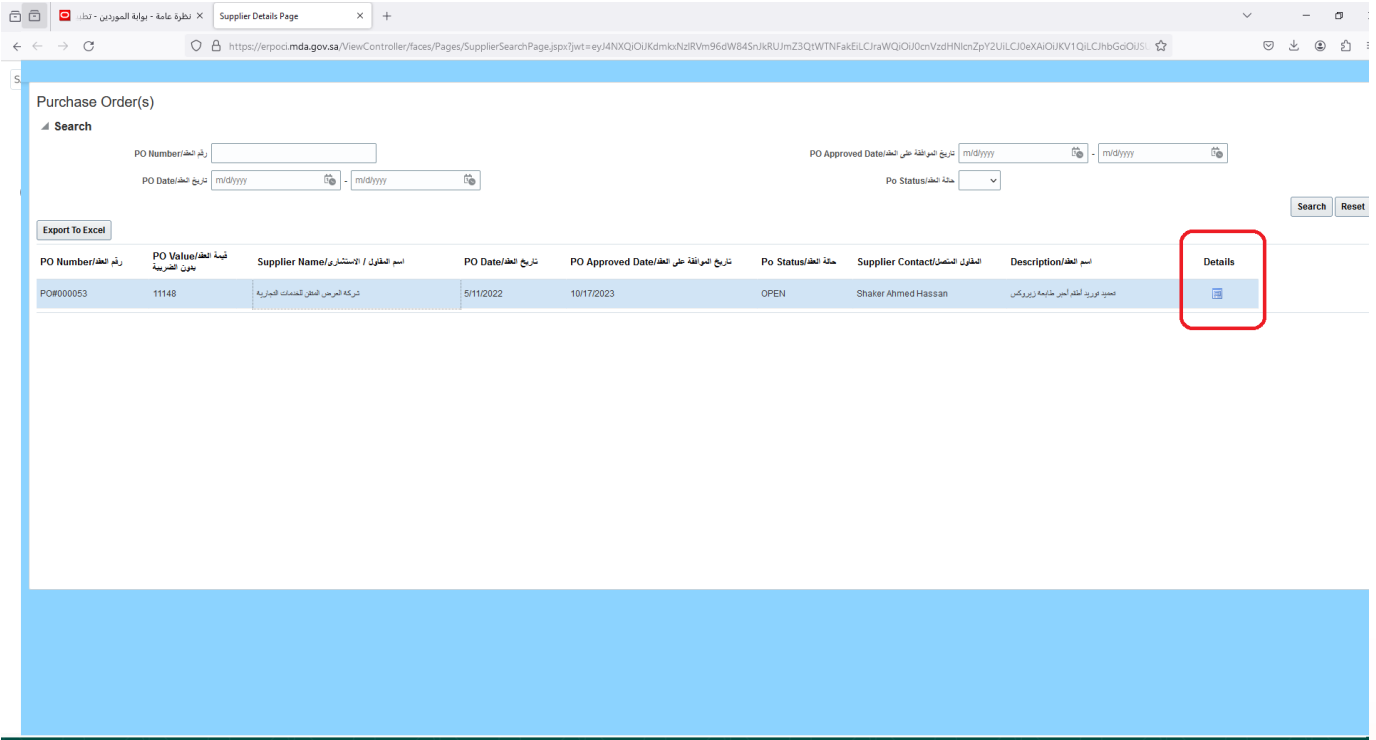 نظرة عامة - بوابة الموردين - تطبي
Supplier Details Page
https://erpoci.mda.gov.sa/ViewController/faces/Pages/SupplierSearchPage.jspx?jwt=
Purchase Order(s)
Search
PO Number/رقم العقد
PO Approved Date/تاريخ الموافقة على العقد m/d/yyyy - m/d/yyyy
PO Date/تاريخ العقد m/d/yyyy - m/d/yyyy
Po Status/حالة العقد
Search Reset
Export To Excel
PO Number/رقم العقد PO Value/قيمة العقد بدون الضريبة Supplier Name/اسم المقاول / الاستشاري PO Date/تاريخ العقد PO Approved Date/تاريخ الموافقة على العقد Po Status/حالة العقد Supplier Contact/المقاول المتصل Description/اسم العقد Details
PO#000053 11148 شركة العرض المتقن للخدمات التجارية 5/11/2022 10/17/2023 OPEN Shaker Ahmed Hassan تعميد توريد أطقم أحبر طابعة زيروكس